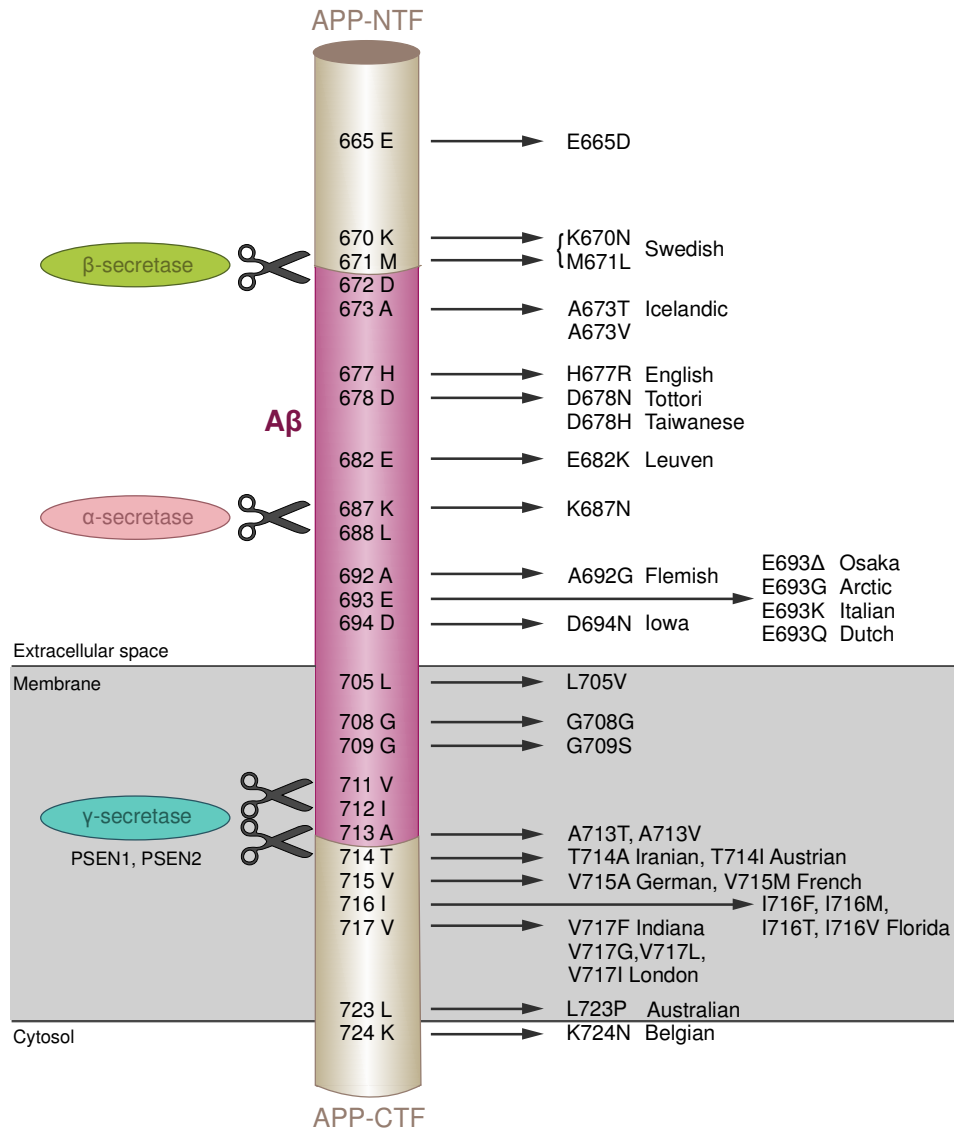 APP-NTF
665 E E665D
670 K K670N
Swedish
β-secretase
671 M M671L
672 D
673 A A673T Icelandic
A673V
677 H H677R English
678 D D678N Tottori
Aβ
D678H Taiwanese
682 E E682K Leuven
α-secretase
687 K K687N
688 L
692 A A692G Flemish
693 E
694 D D694N Iowa
E693Δ Osaka
E693G Arctic
E693K Italian
E693Q Dutch
Extracellular space
Membrane
705 L L705V
708 G G708G
709 G G709S
711 V
712 I
γ-secretase
PSEN1, PSEN2
713 A A713T, A713V
714 T T714A Iranian, T714I Austrian
715 V V715A German, V715M French
716 I I716F, I716M,
I716T, I716V Florida
717 V V717F Indiana
V717G,V717L,
V717I London
723 L L723P Australian
Cytosol
724 K K724N Belgian
APP-CTF